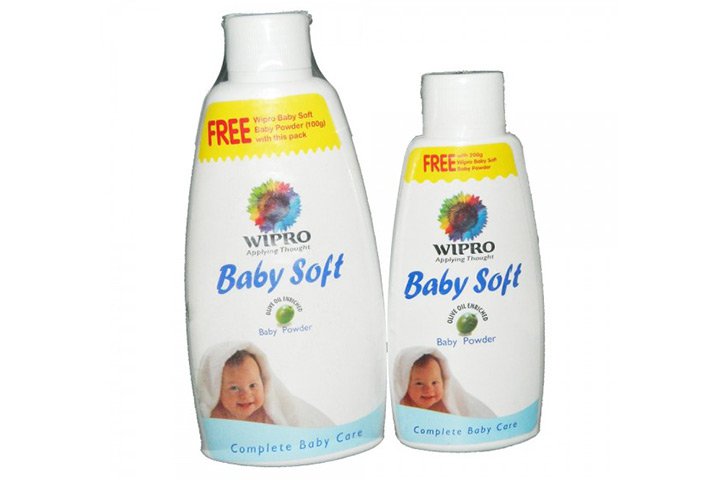 FREE Wipro Baby Soft
Baby Powder (100g)
with this pack
WIPRO
Applying Thought
Baby Soft
OLIVE OIL ENRICHED
Baby Powder
Complete Baby Care
FREE with 200g
Wipro Baby Soft
Baby Powder
WIPRO
Applying Thought
Baby Soft
OLIVE OIL ENRICHED
Baby Powder
Complete Baby Care